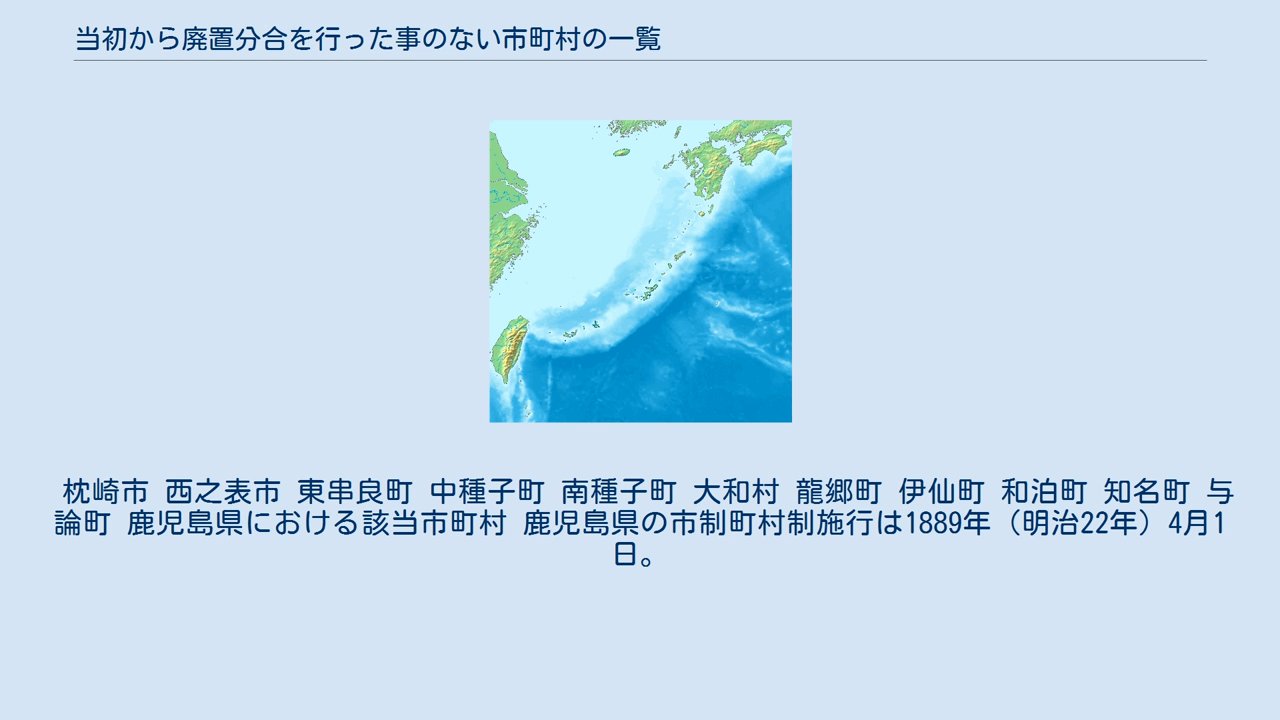 当初から廃置分合を行った事のない市町村の一覧
枕崎市 西之表市 東串良町 中種子町 南種子町 大和村 龍郷町 伊仙町 和泊町 知名町 与
論町 鹿児島県における該当市町村 鹿児島県の市制町村制施行は1889年（明治22年）4月1
日。